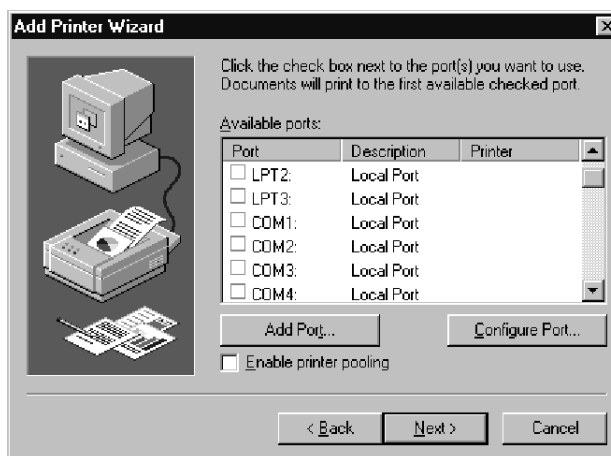 Add Printer Wizard
Click the check box next to the port(s) you want to use.
Documents will print to the first available checked port.
Available ports:
Port Description Printer
LPT2: Local Port
LPT3: Local Port
COM1: Local Port
COM2: Local Port
COM3: Local Port
COM4: Local Port
Add Port... Configure Port...
Enable printer pooling
< Back Next > Cancel